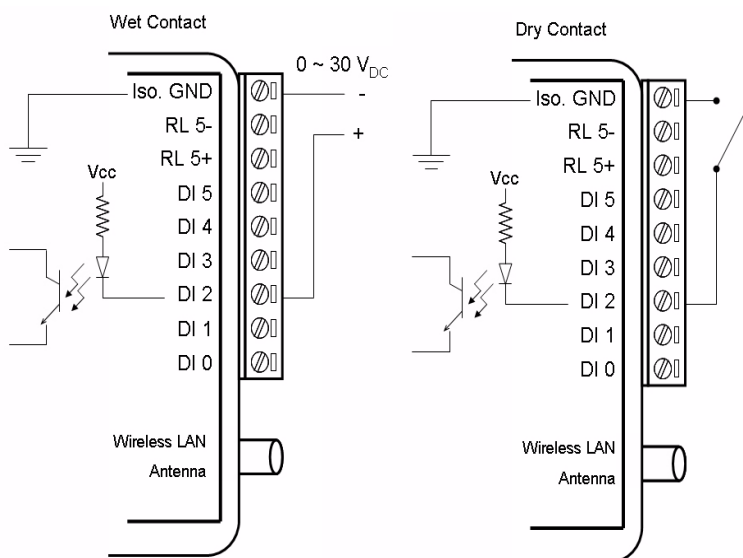 Wet Contact
0 ~ 30 VDC
Iso. GND
-
RL 5-
+
RL 5+
Vcc
DI 5
DI 4
DI 3
DI 2
DI 1
DI 0
Wireless LAN
Antenna
Dry Contact
Iso. GND
RL 5-
RL 5+
Vcc
DI 5
DI 4
DI 3
DI 2
DI 1
DI 0
Wireless LAN
Antenna